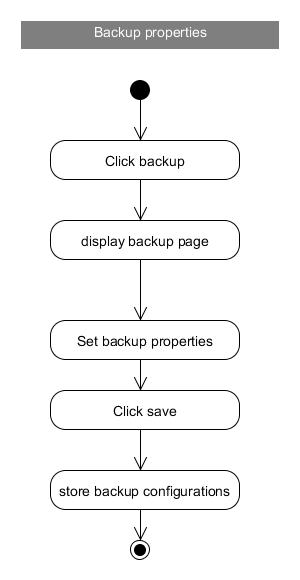 Backup properties
Click backup
display backup page
Set backup properties
Click save
store backup configurations